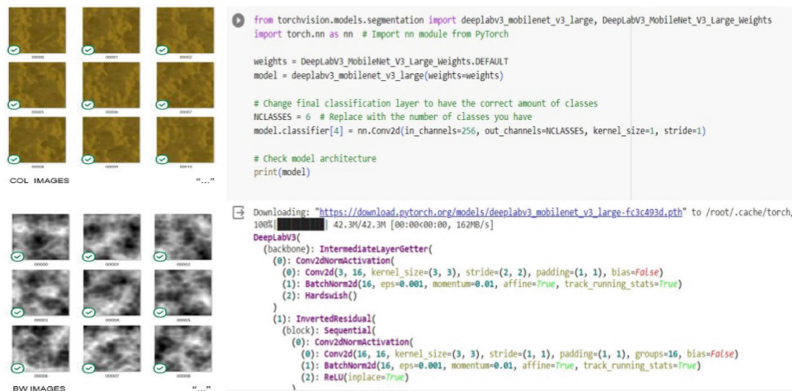 COL IMAGES
"..."
BW IMAGES
"..."
from torchvision.models.segmentation import deeplabv3_mobilenet_v3_large, DeepLabV3_MobileNet_V3_Large_Weights
import torch.nn as nn  # Import nn module from PyTorch
weights = DeepLabV3_MobileNet_V3_Large_Weights.DEFAULT
model = deeplabv3_mobilenet_v3_large(weights=weights)
# Change final classification layer to have the correct amount of classes
NCLASSES = 6  # Replace with the number of classes you have
model.classifier[4] = nn.Conv2d(in_channels=256, out_channels=NCLASSES, kernel_size=1, stride=1)
# Check model architecture
print(model)
Downloading: "https://download.pytorch.org/models/deeplabv3_mobilenet_v3_large-fc3c493d.pth" to /root/.cache/torch,
100%| | 42.3M/42.3M [00:00<00:00, 162MB/s]
DeepLabV3(
(backbone): IntermediateLayerGetter(
(0): Conv2dNormActivation(
(0): Conv2d(3, 16, kernel_size=(3, 3), stride=(2, 2), padding=(1, 1), bias=False)
(1): BatchNorm2d(16, eps=0.001, momentum=0.01, affine=True, track_running_stats=True)
(2): Hardswish()
)
(1): InvertedResidual(
(block): Sequential(
(0): Conv2dNormActivation(
(0): Conv2d(16, 16, kernel_size=(3, 3), stride=(1, 1), padding=(1, 1), groups=16, bias=False)
(1): BatchNorm2d(16, eps=0.001, momentum=0.01, affine=True, track_running_stats=True)
(2): ReLU(inplace=True)
)